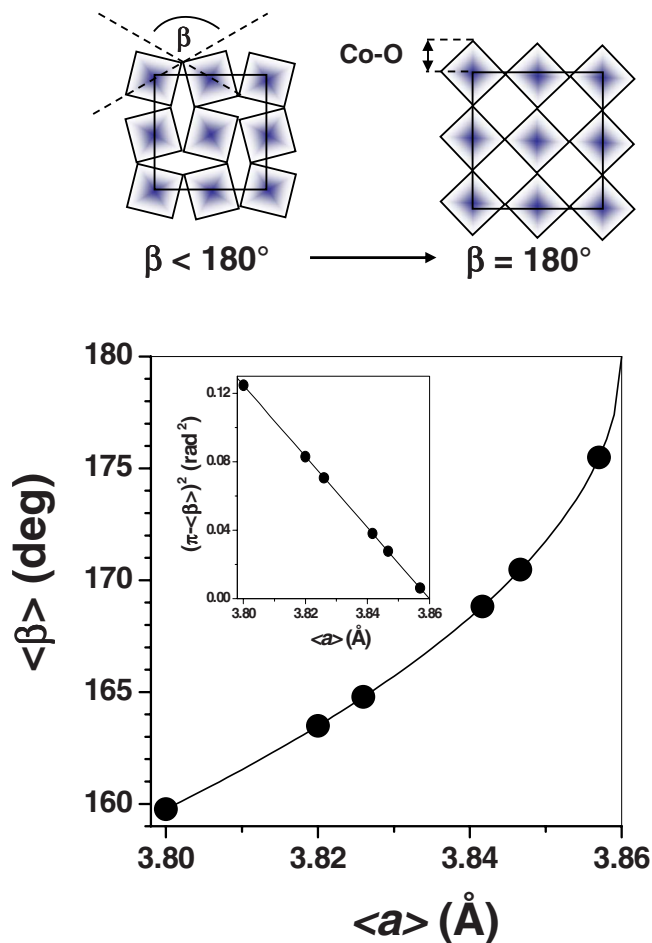 β
Co-O
β < 180°
β = 180°
180
175
170
165
160
<β> (deg)
3.80
3.82
3.84
3.86
<a> (Å)
0.12
0.08
0.04
0.00
(π-<β>)² (rad²)
3.80
3.82
3.84
3.86
<a> (Å)